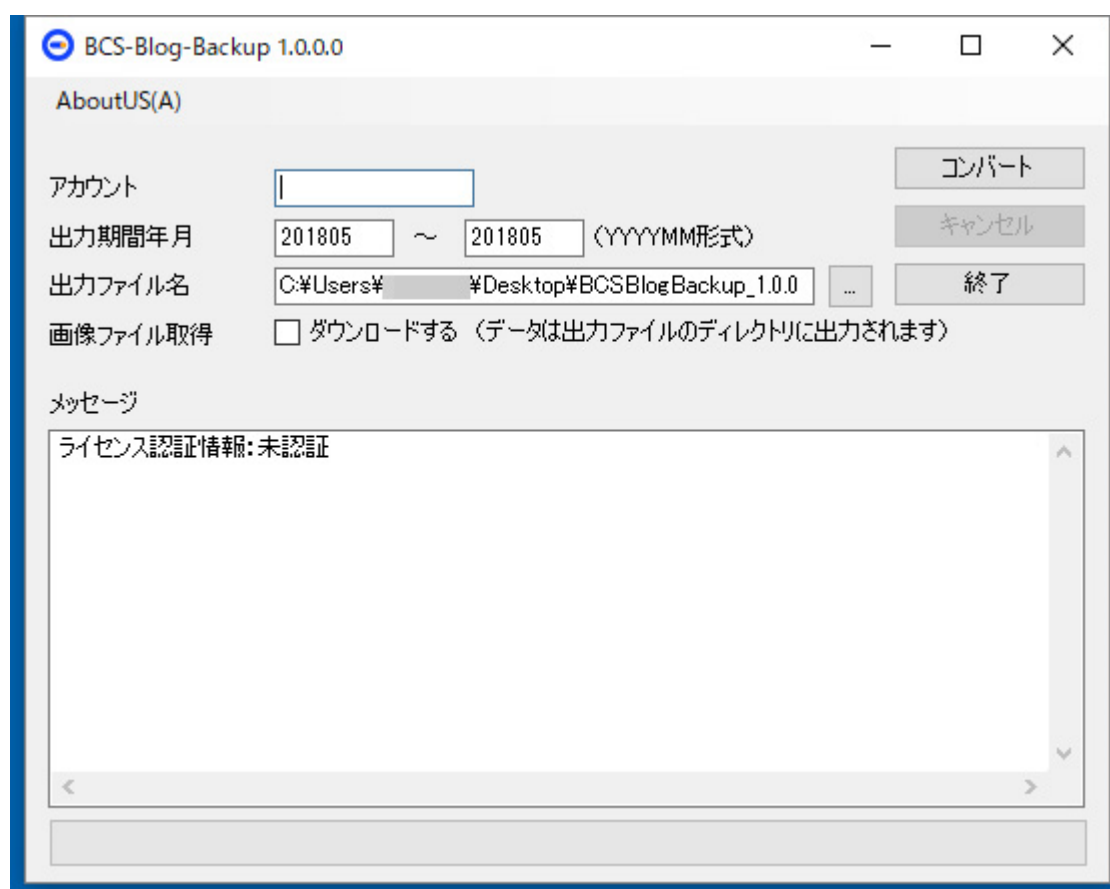 BCS-Blog-Backup 1.0.0.0
AboutUS(A)
コンバート
アカウント
キャンセル
出力期間年月 201805 ～ 201805 (YYYYMM形式)
出力ファイル名 C:¥Users¥ ¥Desktop¥BCSBlogBackup_1.0.0 ... 終了
画像ファイル取得 ダウンロードする (データは出力ファイルのディレクトリに出力されます)
メッセージ
ライセンス認証情報:未認証